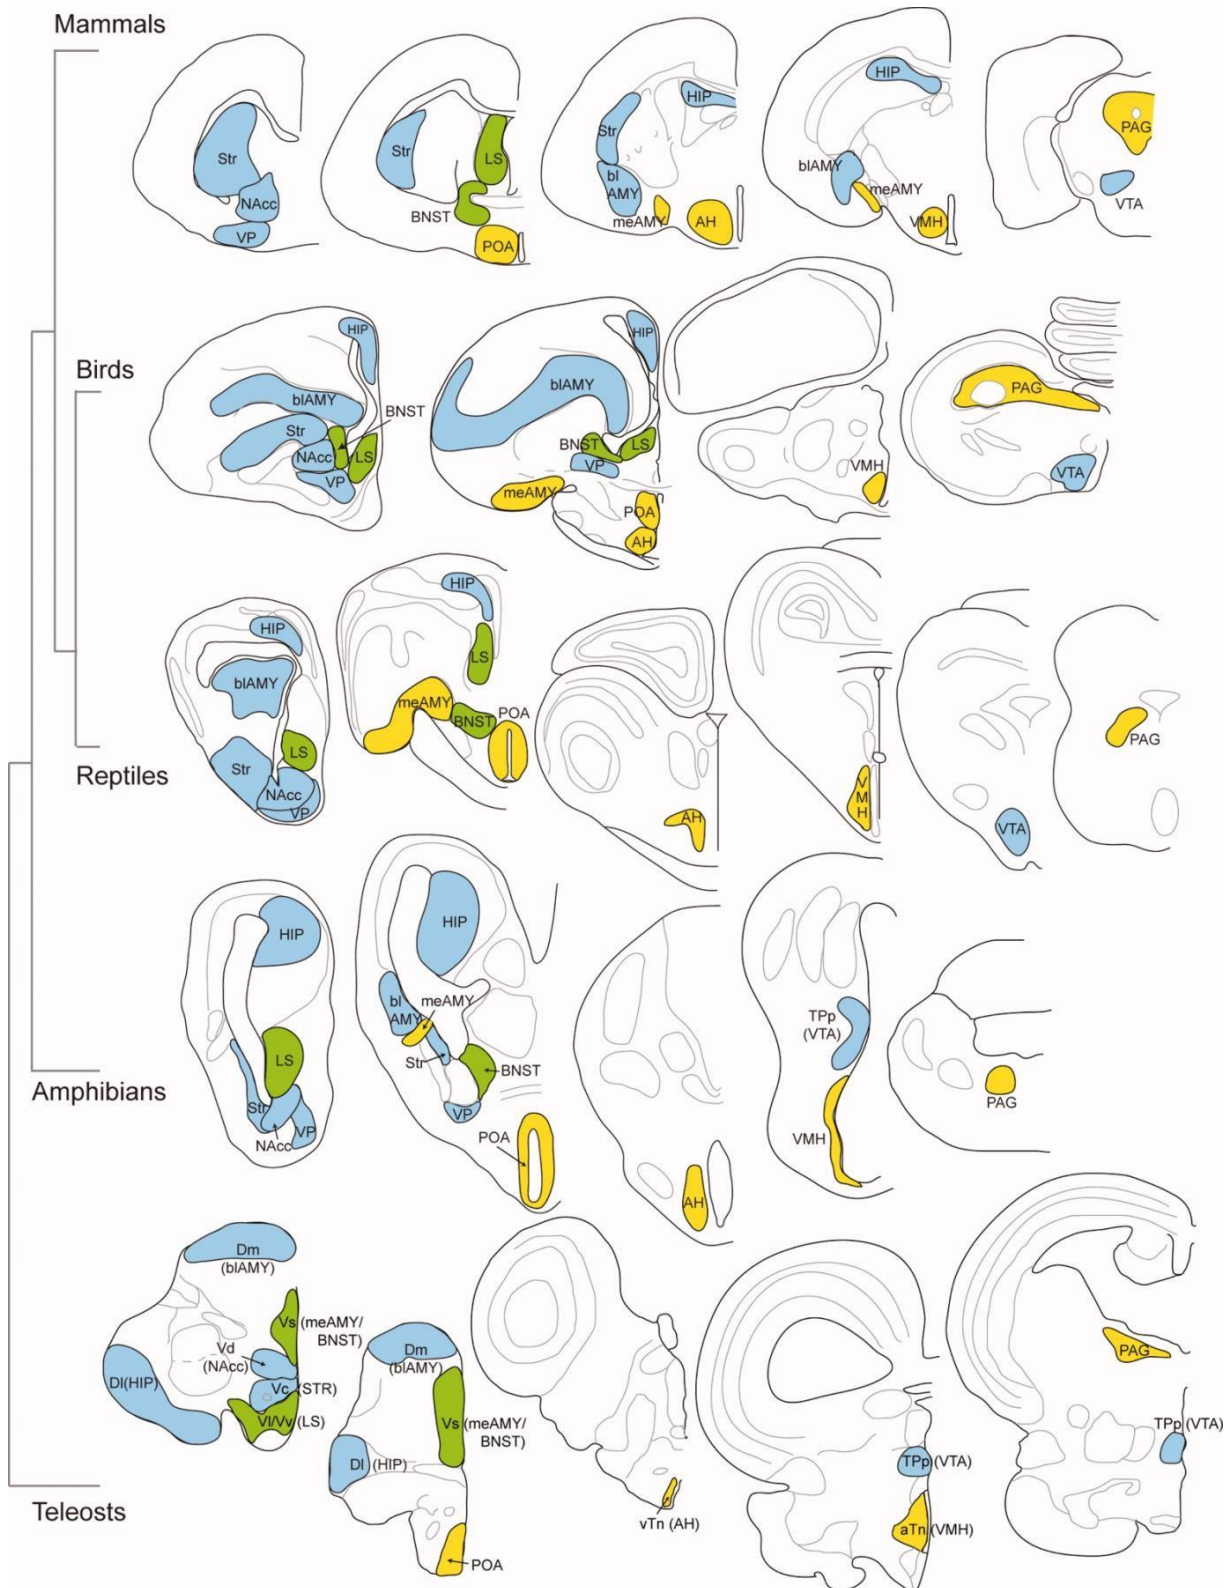 Mammals
Str
NAcc
VP
Str
LS
BNST
POA
Str
HIP
bl
AMY
meAMY
AH
HIP
blAMY
meAMY
VMH
PAG
VTA
Birds
HIP
blAMY
BNST
Str
NAcc
LS
VP
HIP
blAMY
BNST
LS
VP
meAMY
POA
AH
VMH
PAG
VTA
Reptiles
HIP
blAMY
LS
Str
NAcc
VP
HIP
LS
meAMY
BNST
POA
AH
V
M
H
VTA
PAG
Amphibians
HIP
LS
Str
NAcc
VP
HIP
bl
AMY
meAMY
Str
BNST
VP
POA
AH
TPp
(VTA)
VMH
PAG
Teleosts
Dm
(blAMY)
Vs (meAMY/
BNST)
Vd
(NAcc)
Dl(HIP)
Vc (STR)
Vl/Vv (LS)
Dm
(blAMY)
Vs (meAMY/
BNST)
Dl (HIP)
POA
vTn (AH)
TPp (VTA)
aTn (VMH)
PAG
TPp (VTA)